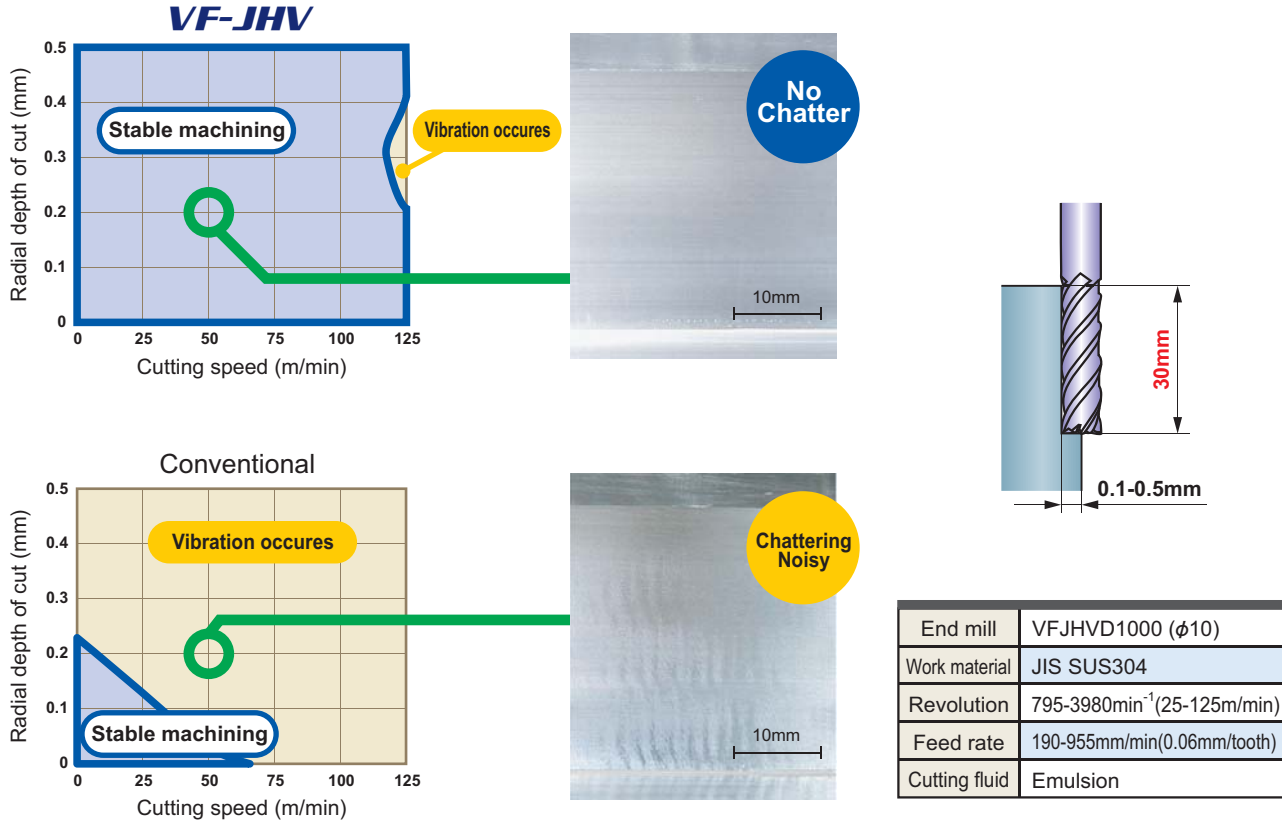 VF-JHV
Radial depth of cut (mm)
0.5
0.4
0.3
0.2
0.1
0
Stable machining
Vibration occures
0 25 50 75 100 125
Cutting speed (m/min)
No
Chatter
10mm
30mm
0.1-0.5mm
Conventional
Radial depth of cut (mm)
0.5
0.4
0.3
0.2
0.1
0
Vibration occures
Stable machining
0 25 50 75 100 125
Cutting speed (m/min)
Chattering
Noisy
10mm
End mill VFJHVD1000 (ϕ10)
Work material JIS SUS304
Revolution 795-3980min⁻¹(25-125m/min)
Feed rate 190-955mm/min(0.06mm/tooth)
Cutting fluid Emulsion